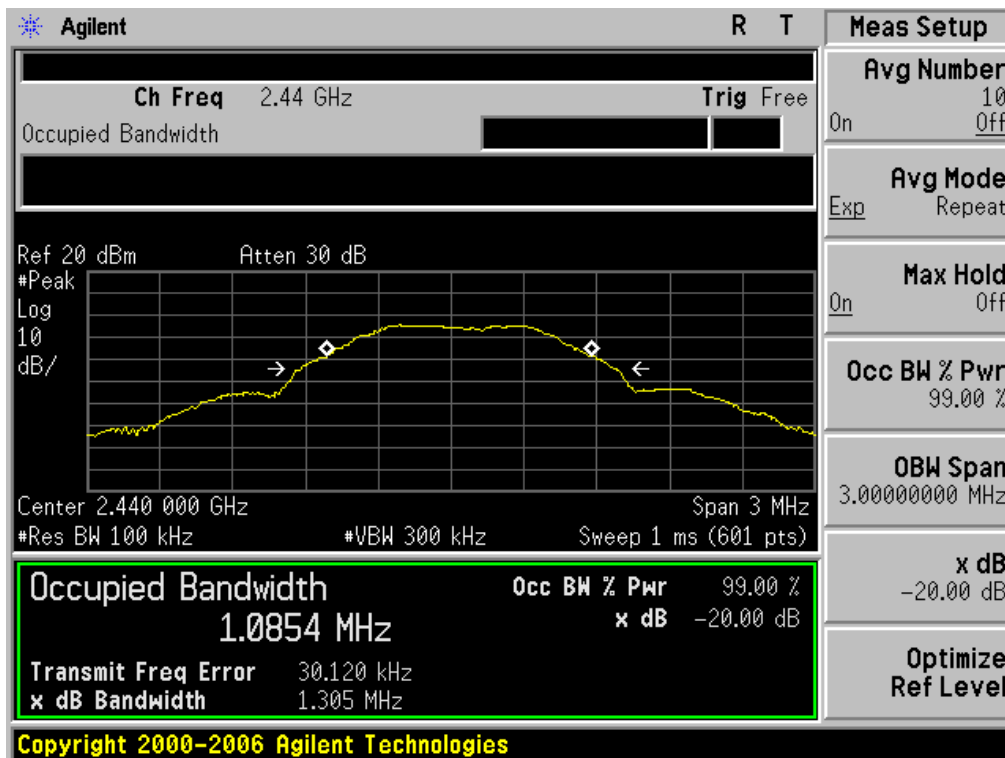 Agilent R T
Ch Freq 2.44 GHz Trig Free
Occupied Bandwidth
Ref 20 dBm Atten 30 dB
#Peak
Log
10
dB/
Center 2.440 000 GHz Span 3 MHz
#Res BW 100 kHz #VBW 300 kHz Sweep 1 ms (601 pts)
Occupied Bandwidth
1.0854 MHz
Occ BW % Pwr 99.00 %
x dB -20.00 dB
Transmit Freq Error 30.120 kHz
x dB Bandwidth 1.305 MHz
Copyright 2000-2006 Agilent Technologies
Meas Setup
Avg Number
10
On Off
Avg Mode
Exp Repeat
Max Hold
On Off
Occ BW % Pwr
99.00 %
OBW Span
3.00000000 MHz
x dB
-20.00 dB
Optimize
Ref Level